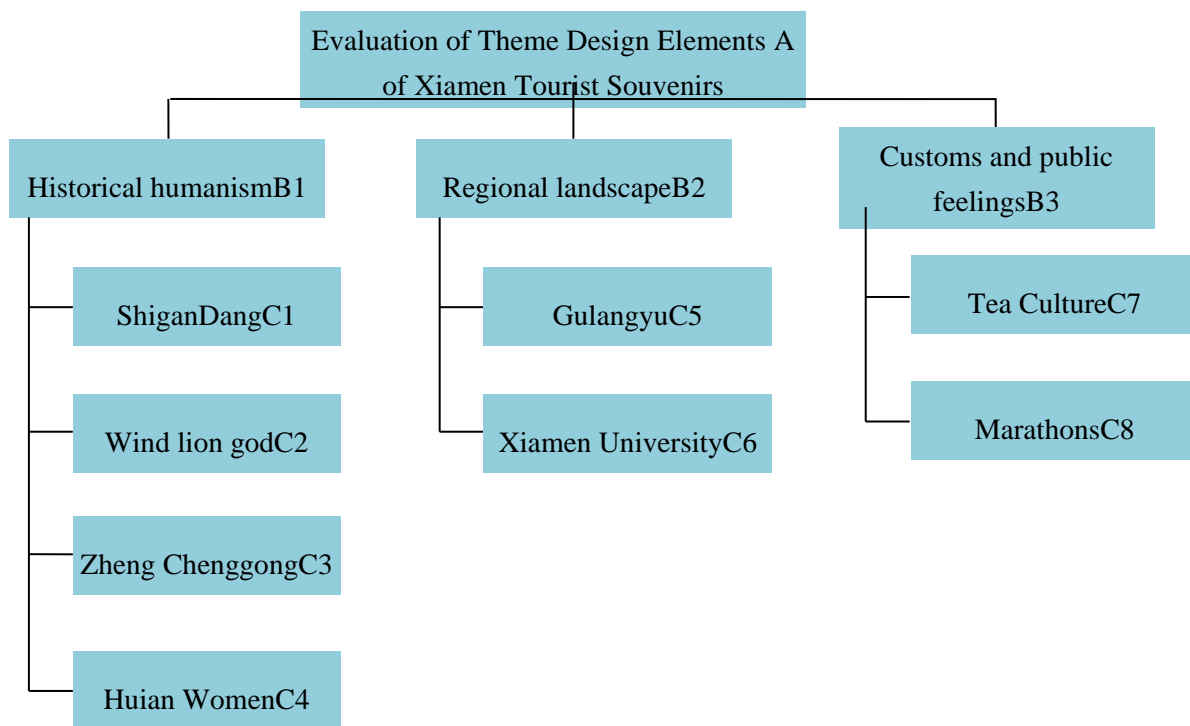 Evaluation of Theme Design Elements A
of Xiamen Tourist Souvenirs
Historical humanismB1
Regional landscapeB2
Customs and public
feelingsB3
ShiganDangC1
GulangyuC5
Tea CultureC7
Wind lion godC2
Xiamen UniversityC6
MarathonsC8
Zheng ChenggongC3
Huian WomenC4